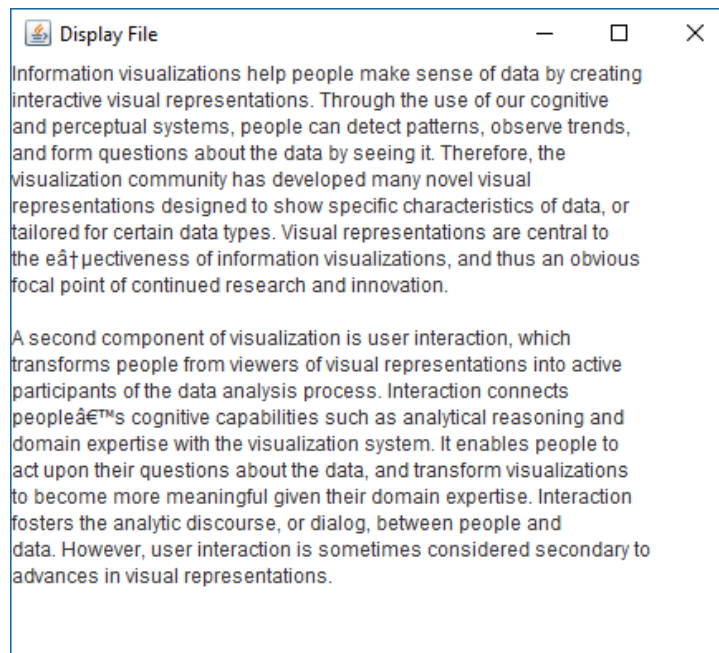 Display File
Information visualizations help people make sense of data by creating
interactive visual representations. Through the use of our cognitive
and perceptual systems, people can detect patterns, observe trends,
and form questions about the data by seeing it. Therefore, the
visualization community has developed many novel visual
representations designed to show specific characteristics of data, or
tailored for certain data types. Visual representations are central to
the eâ†µectiveness of information visualizations, and thus an obvious
focal point of continued research and innovation.

A second component of visualization is user interaction, which
transforms people from viewers of visual representations into active
participants of the data analysis process. Interaction connects
peopleâ€™s cognitive capabilities such as analytical reasoning and
domain expertise with the visualization system. It enables people to
act upon their questions about the data, and transform visualizations
to become more meaningful given their domain expertise. Interaction
fosters the analytic discourse, or dialog, between people and
data. However, user interaction is sometimes considered secondary to
advances in visual representations.